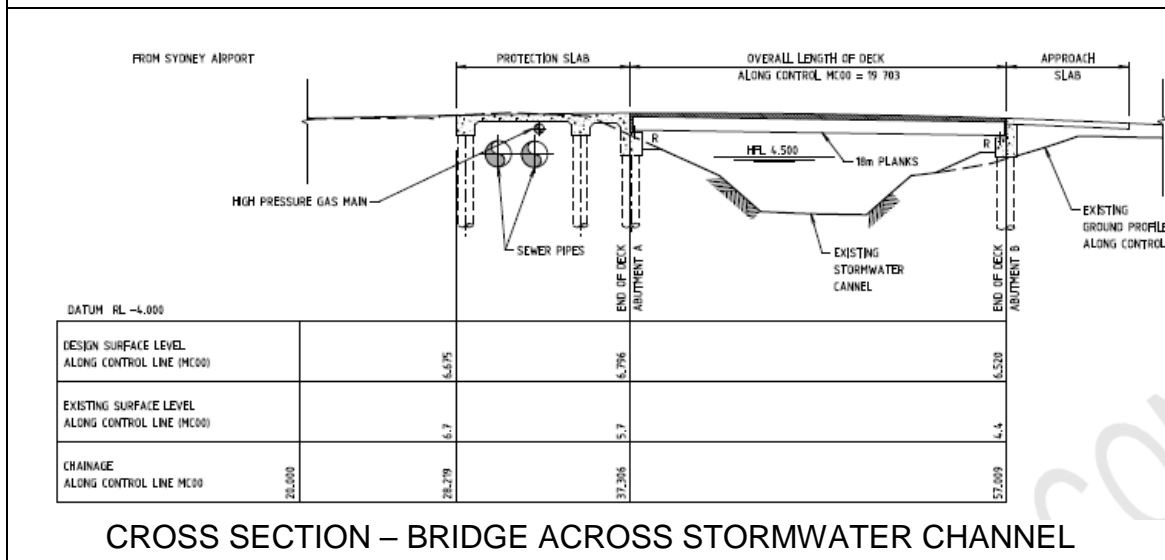 FROM SYDNEY AIRPORT
PROTECTION SLAB
OVERALL LENGTH OF DECK
ALONG CONTROL MC00 = 19 703
APPROACH
SLAB
R
HFL 4.500
R
18m PLANKS
HIGH PRESSURE GAS MAIN
SEWER PIPES
EXISTING
STORMWATER
CANNEL
EXISTING
GROUND PROFILE
ALONG CONTROL
END OF DECK
ABUTMENT A
END OF DECK
ABUTMENT B
DATUM RL -4.000
DESIGN SURFACE LEVEL
ALONG CONTROL LINE (MC00)
6.675
6.796
6.520
EXISTING SURFACE LEVEL
ALONG CONTROL LINE (MC00)
6.7
5.7
4.4
CHAINAGE
ALONG CONTROL LINE MC00
20.000
28.219
37.306
57.009
CROSS SECTION – BRIDGE ACROSS STORMWATER CHANNEL